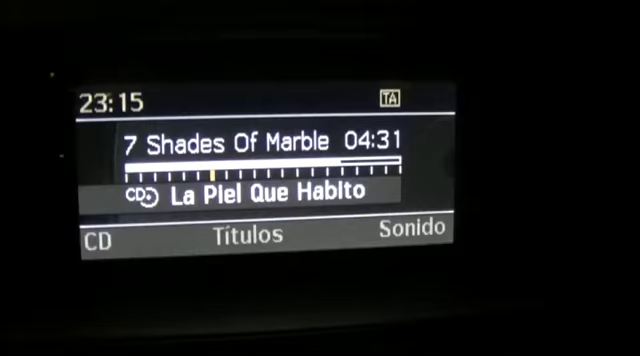 23:15 TA
7 Shades Of Marble 04:31
CD La Piel Que Habito
CD Títulos Sonido